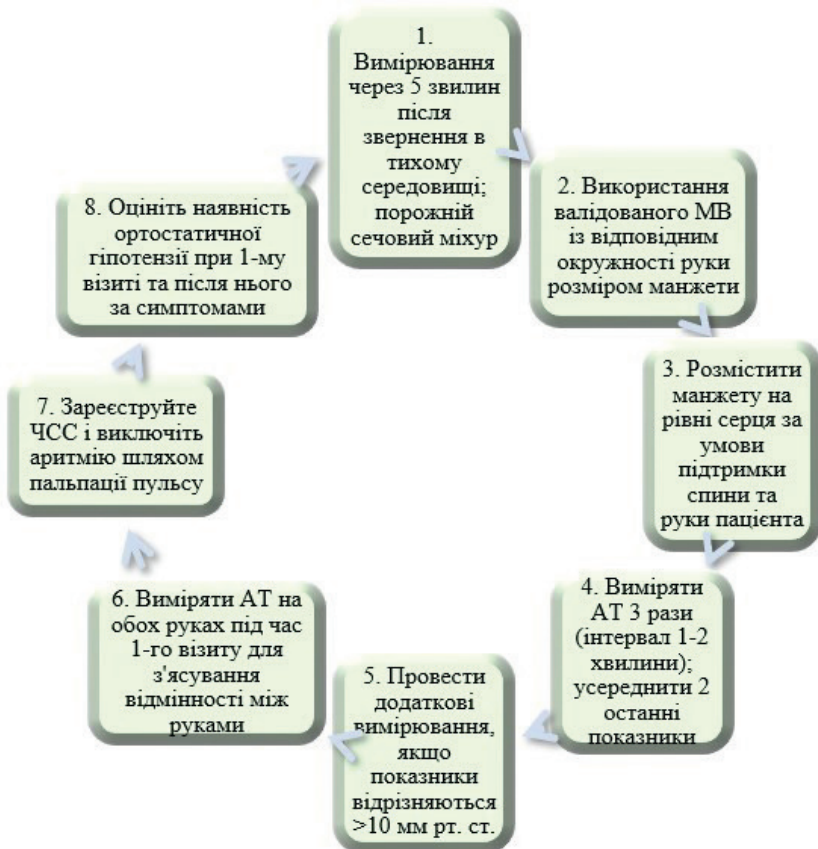 1.
Вимірювання
через 5 звилин
після
звернення в
тихому
середовищі;
порожній
сечовий міхур
2. Використання
валідованого МВ
із відповідним
окружності руки
розміром манжети
3. Розмістити
манжету на
рівні серця за
умови
підтримки
спини та
руки пацієнта
4. Виміряти
АТ 3 рази
(інтервал 1-2
хвилини);
усереднити 2
останні
показники
5. Провести
додаткові
вимірювання,
якщо
показники
відрізняються
>10 мм рт. ст.
6. Виміряти АТ на
обох руках під час
1-го візиту для
з'ясування
відмінності між
руками
7. Зареєструйте
ЧСС і виключіть
аритмію шляхом
пальпації пульсу
8. Оцініть наявність
ортостатичної
гіпотензії при 1-му
візиті та після нього
за симптомами